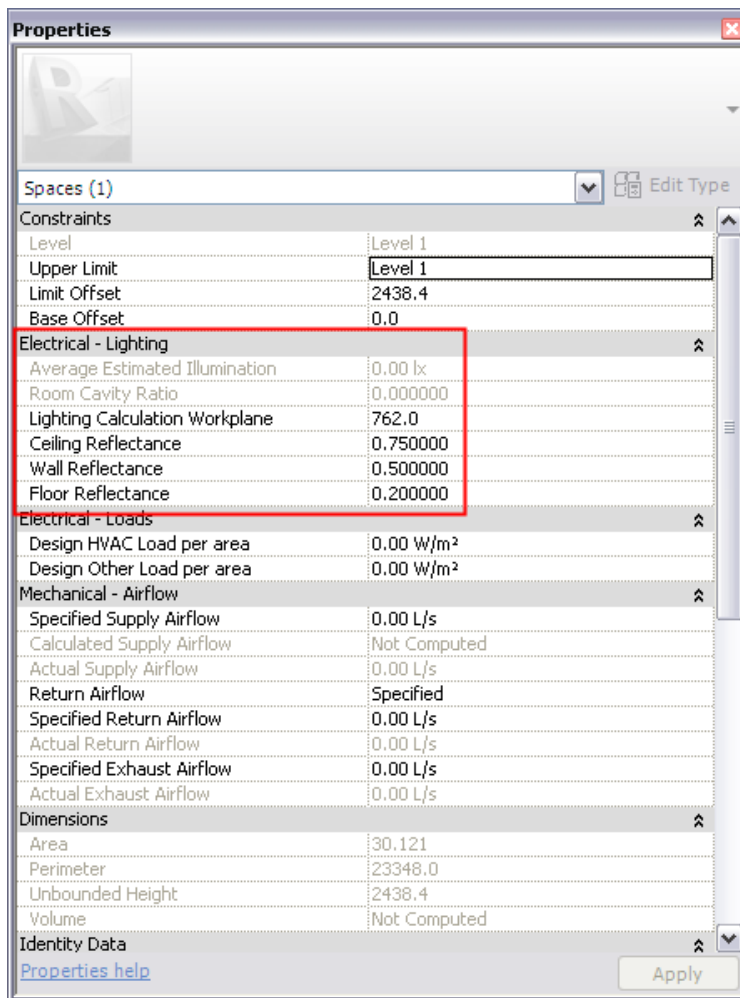 Properties
Spaces (1) Edit Type
Constraints
Level Level 1
Upper Limit Level 1
Limit Offset 2438.4
Base Offset 0.0
Electrical - Lighting
Average Estimated Illumination 0.00 lx
Room Cavity Ratio 0.000000
Lighting Calculation Workplane 762.0
Ceiling Reflectance 0.750000
Wall Reflectance 0.500000
Floor Reflectance 0.200000
Electrical - Loads
Design HVAC Load per area 0.00 W/m²
Design Other Load per area 0.00 W/m²
Mechanical - Airflow
Specified Supply Airflow 0.00 L/s
Calculated Supply Airflow Not Computed
Actual Supply Airflow 0.00 L/s
Return Airflow Specified
Specified Return Airflow 0.00 L/s
Actual Return Airflow 0.00 L/s
Specified Exhaust Airflow 0.00 L/s
Actual Exhaust Airflow 0.00 L/s
Dimensions
Area 30.121
Perimeter 23348.0
Unbounded Height 2438.4
Volume Not Computed
Identity Data
Properties help Apply